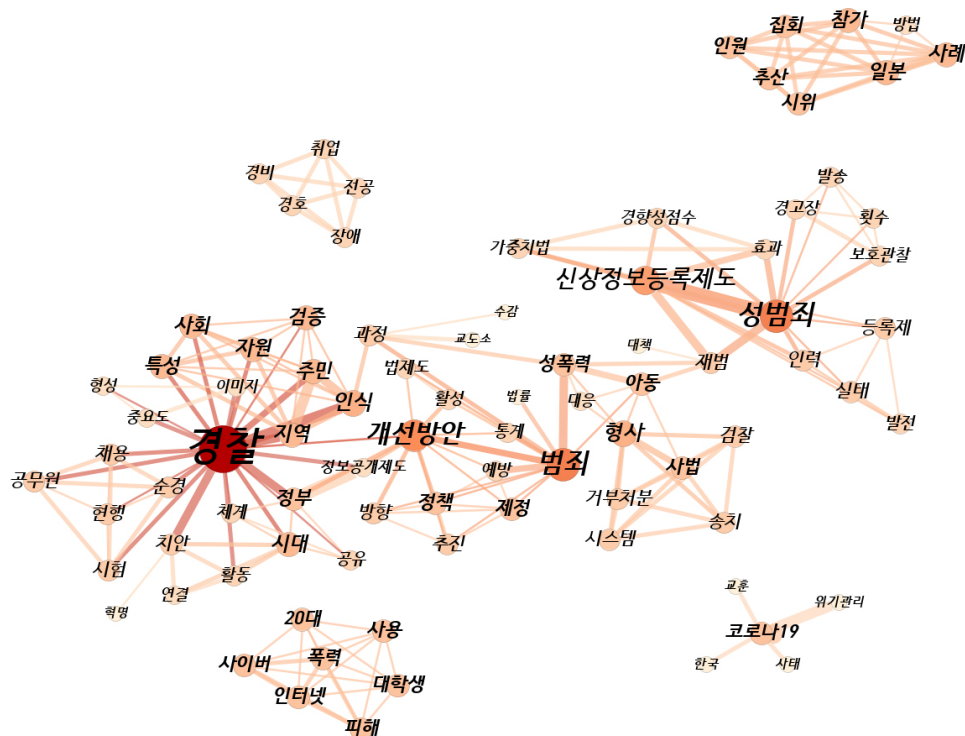 집회
참가
방법
인원
사례
추산
일본
시위
취업
경비
전공
경호
장애
발송
경향성점수
경고장
횟수
가중치법
효과
보호관찰
신상정보등록제도
성범죄
수감
사회
검증
과정
교도소
등록제
자원
대책
특성
주민
법제도
성폭력
재범
인력
형성
이미지
아동
실태
중요도
인식
활성
법률
대응
발전
경찰
지역
개선방안
통계
형사
검찰
채용
정보공개제도
예방
범죄
사법
공무원
순경
정부
정책
거부처분
현행
체계
방향
제정
송치
치안
시대
추진
시스템
시험
활동
공유
연결
혁명
교훈
위기관리
20대
사용
코로나19
사이버
폭력
한국
사태
인터넷
대학생
피해